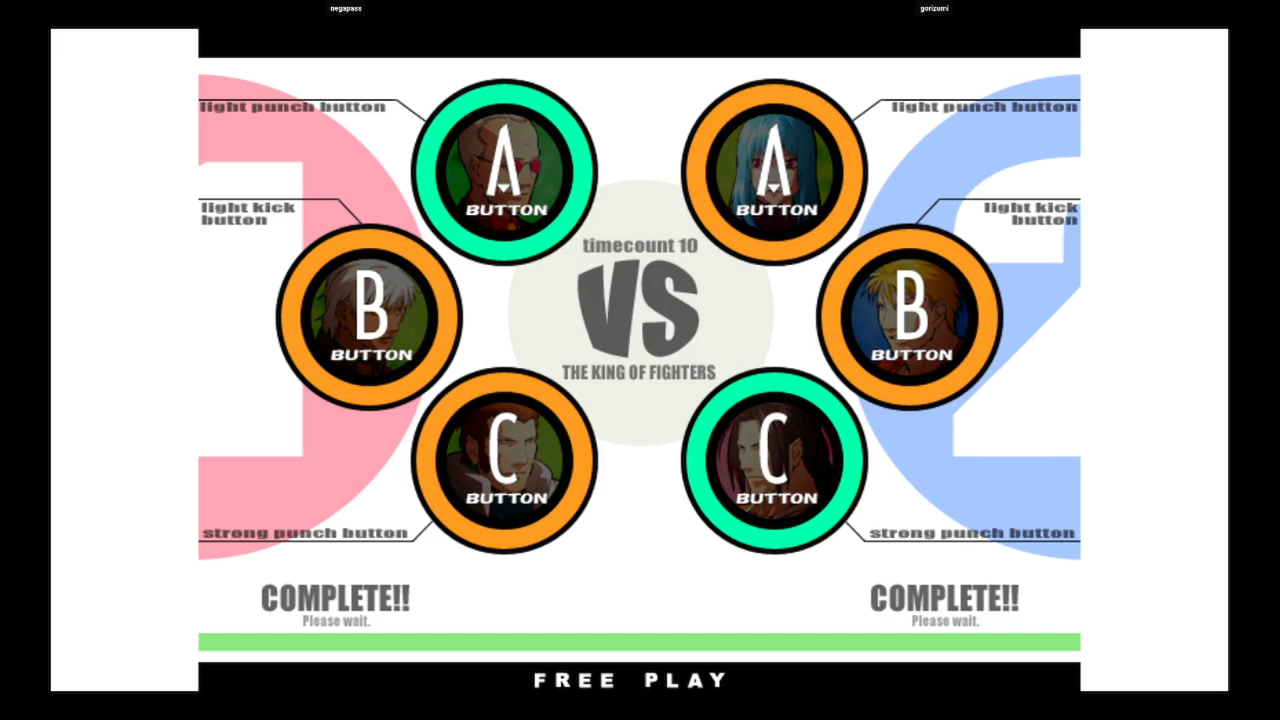 negapass
gorizumi
light punch button
light punch button
A
BUTTON
A
BUTTON
light kick
button
light kick
button
timecount 10
VS
THE KING OF FIGHTERS
B
BUTTON
B
BUTTON
C
BUTTON
C
BUTTON
strong punch button
strong punch button
COMPLETE!!
Please wait.
COMPLETE!!
Please wait.
FREE PLAY